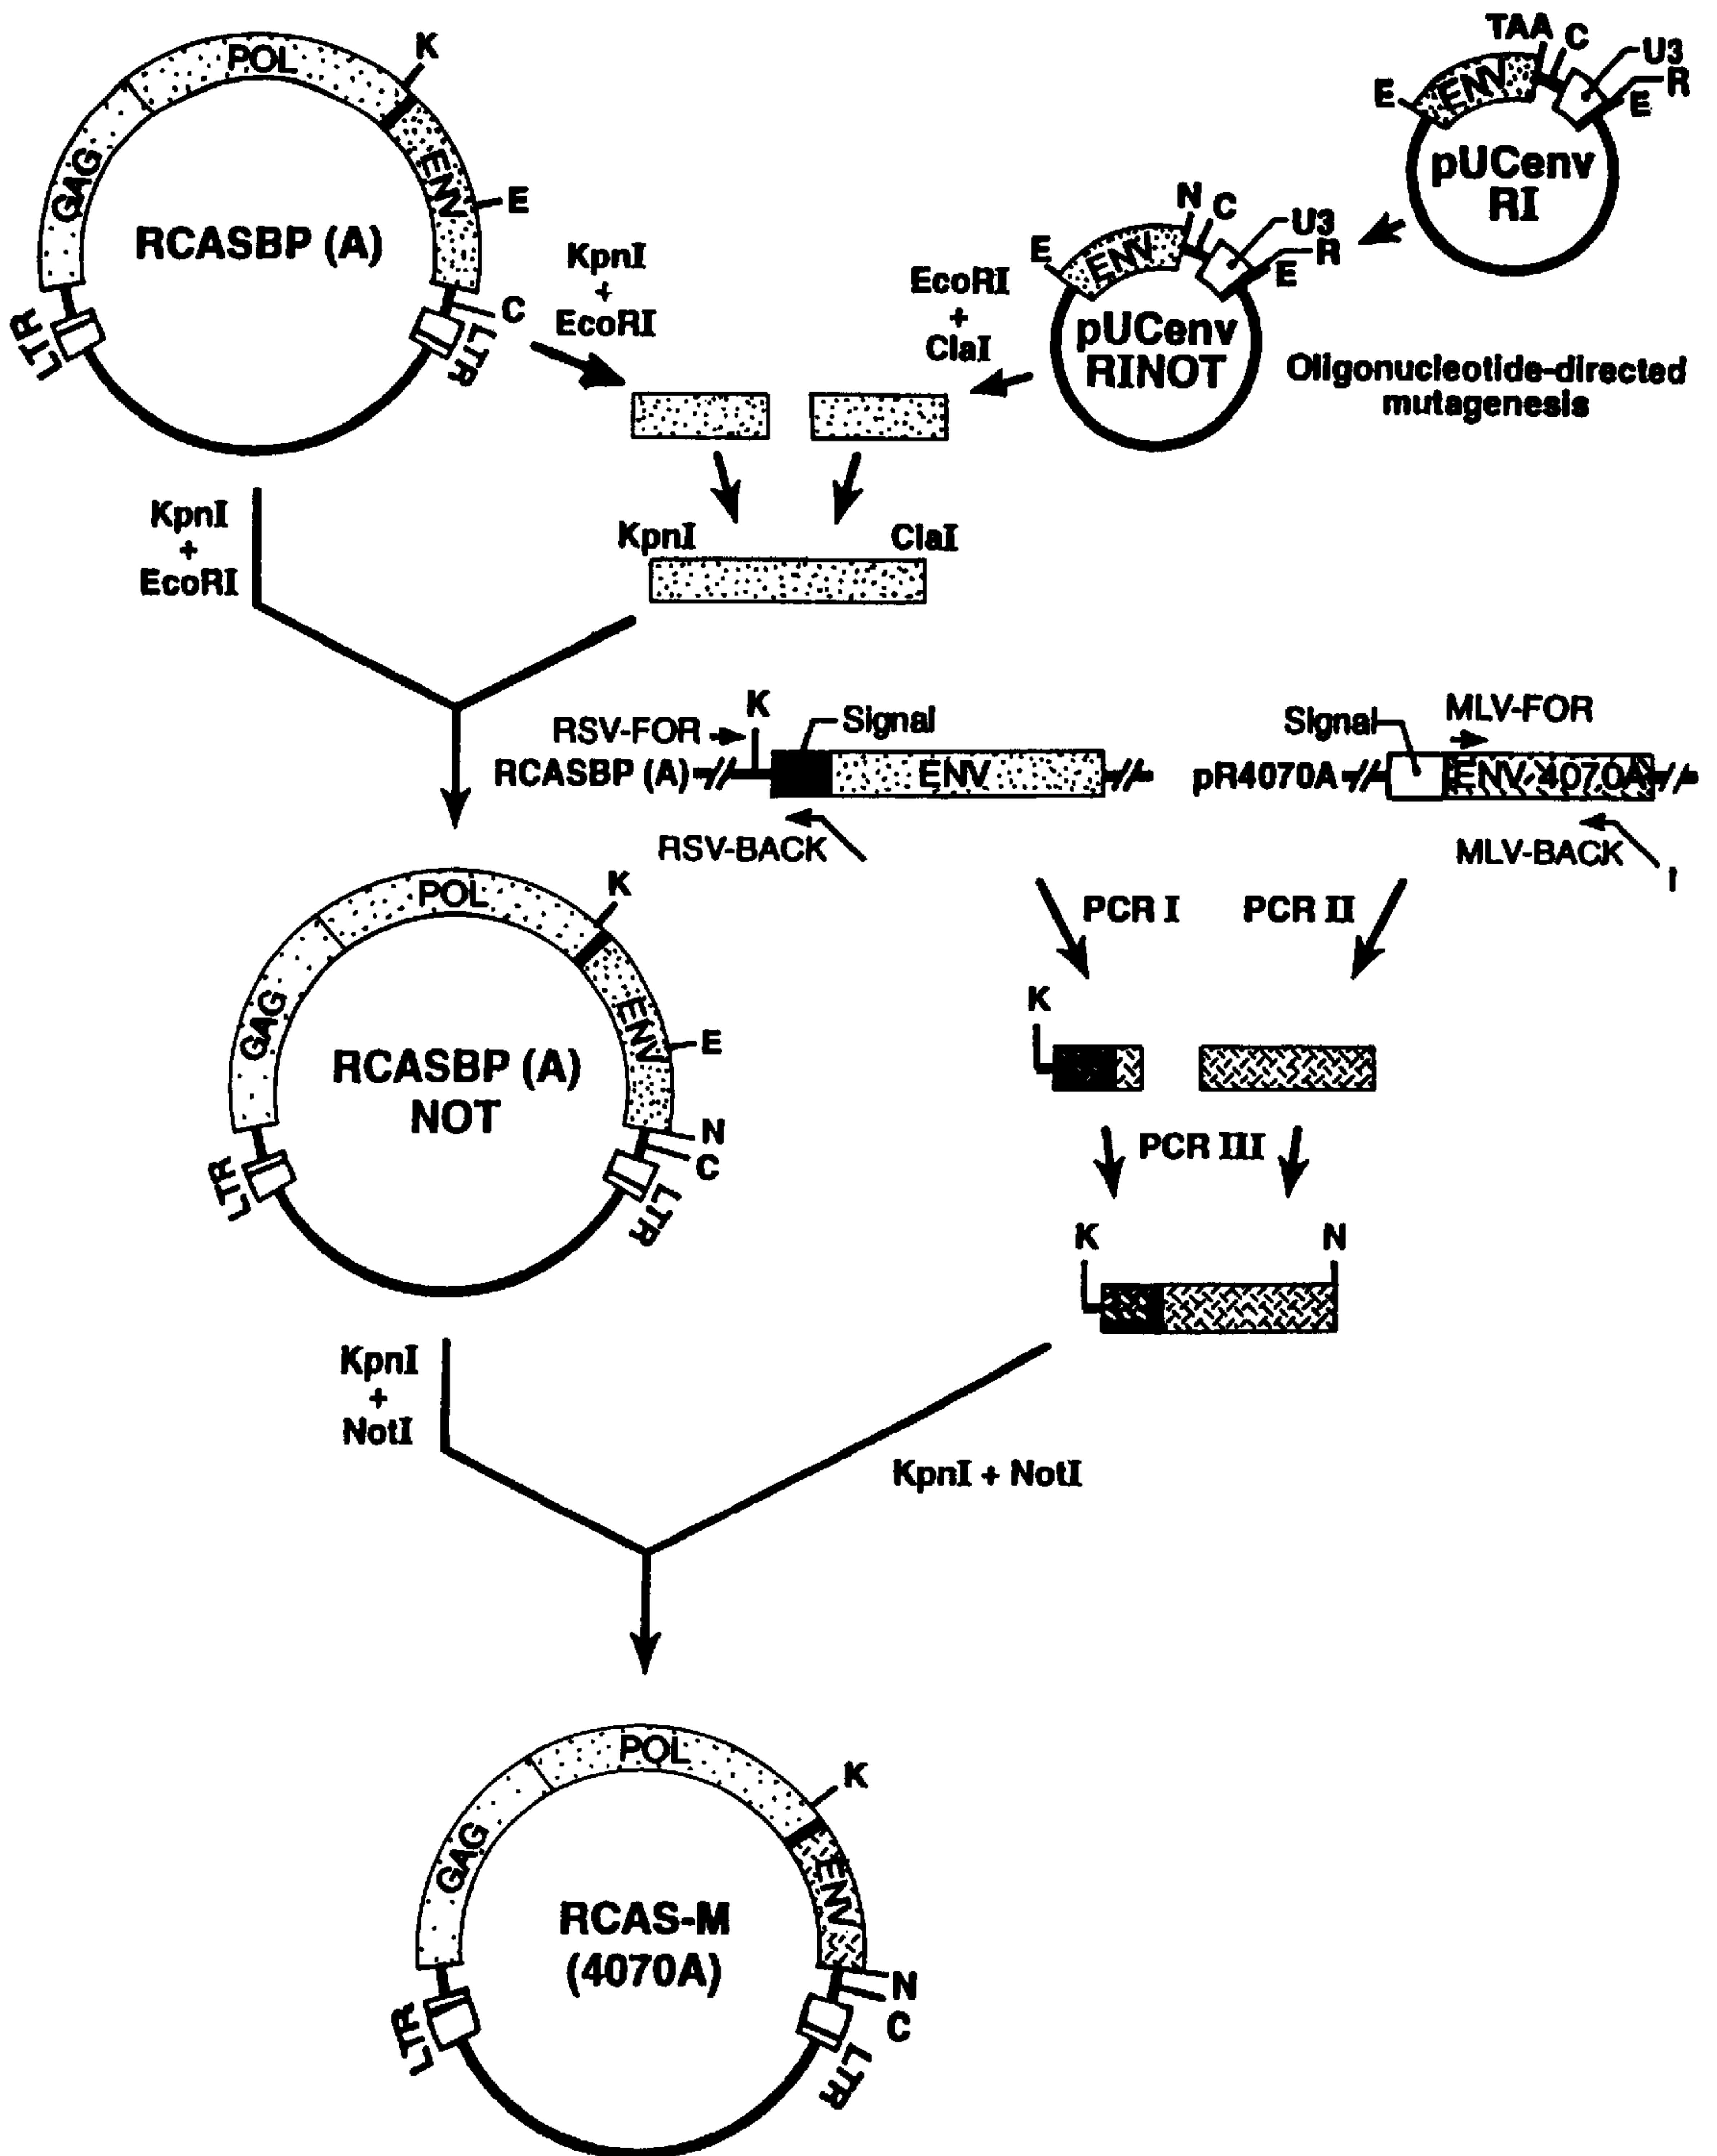 POL
K
GAG
ENV
E
RCASBP (A)
C
LTR
LTR
KpnI
+
EcoRI
TAA
C
U3
R
E
ENV
E
pUCenv
RI
N
C
U3
R
E
ENV
E
pUCenv
RINOT
Oligonucleotide-directed
mutagenesis
EcoRI
+
ClaI
KpnI
+
EcoRI
KpnI
ClaI
K
RSV-FOR
Signal
RCASBP (A)
ENV
RSV-BACK
Signal
MLV-FOR
pR4070A
ENV 4070A
MLV-BACK
PCR I
PCR II
K
PCR III
K
N
POL
K
GAG
ENV
E
RCASBP (A)
NOT
N
C
LTR
LTR
KpnI
+
NotI
KpnI + NotI
POL
K
GAG
ENV
RCAS-M
(4070A)
N
C
LTR
LTR